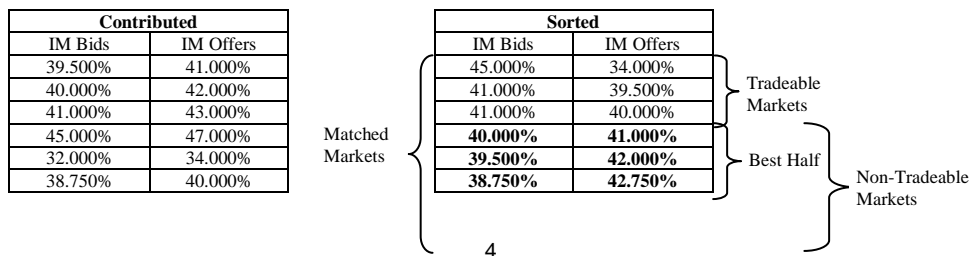 Contributed
IM Bids IM Offers
39.500% 41.000%
40.000% 42.000%
41.000% 43.000%
45.000% 47.000%
32.000% 34.000%
38.750% 40.000%
Matched
Markets
Sorted
IM Bids IM Offers
45.000% 34.000%
41.000% 39.500%
41.000% 40.000%
40.000% 41.000%
39.500% 42.000%
38.750% 42.750%
Tradeable
Markets
Best Half
Non-Tradeable
Markets
4